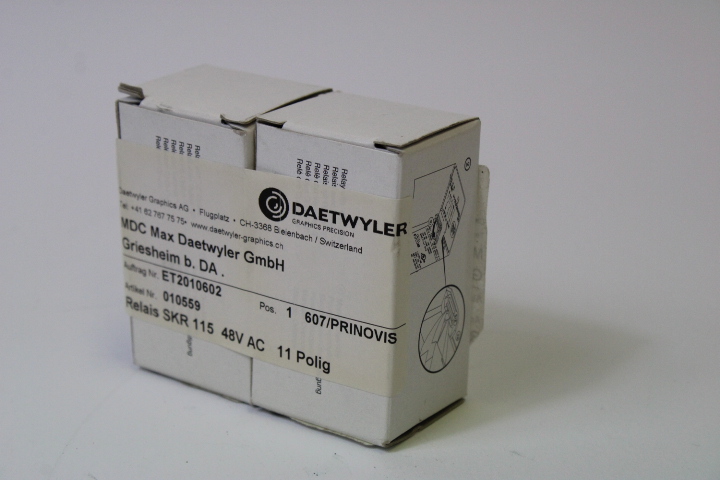 DAETWYLER
GRAPHICS PRECISION
Daetwyler Graphics AG • Flugplatz • CH-3368 Bleienbach / Switzerland
Tel: +41 62 767 75 75• www.daetwyler-graphics.ch
MDC Max Daetwyler GmbH
Griesheim b. DA .
Auftrag Nr. ET2010602
Artikel Nr. 010559 Pos. 1 607/PRINOVIS
Relais SKR 115 48V AC 11 Polig
Relay